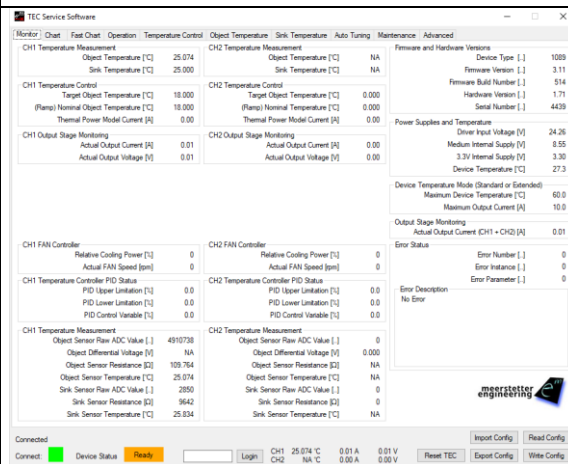 TEC Service Software
Monitor Chart Fast Chart Operation Temperature Control Object Temperature Sink Temperature Auto Tuning Maintenance Advanced
CH1 Temperature Measurement
Object Temperature [°C] 25.074
Sink Temperature [°C] 25.000
CH1 Temperature Control
Target Object Temperature [°C] 18.000
(Ramp) Nominal Object Temperature [°C] 18.000
Thermal Power Model Current [A] 0.00
CH1 Output Stage Monitoring
Actual Output Current [A] 0.01
Actual Output Voltage [V] 0.01
CH1 FAN Controller
Relative Cooling Power [%] 0
Actual FAN Speed [rpm] 0
CH1 Temperature Controller PID Status
PID Upper Limitation [%] 0.0
PID Lower Limitation [%] 0.0
PID Control Variable [%] 0.0
CH1 Temperature Measurement
Object Sensor Raw ADC Value [..] 4910738
Object Differential Voltage [V] NA
Object Sensor Resistance [Ω] 109.764
Object Sensor Temperature [°C] 25.074
Sink Sensor Raw ADC Value [..] 2850
Sink Sensor Resistance [Ω] 9642
Sink Sensor Temperature [°C] 25.834
CH2 Temperature Measurement
Object Temperature [°C] NA
Sink Temperature [°C] NA
CH2 Temperature Control
Target Object Temperature [°C] 0.000
(Ramp) Nominal Object Temperature [°C] 0.000
Thermal Power Model Current [A] 0.00
CH2 Output Stage Monitoring
Actual Output Current [A] 0.00
Actual Output Voltage [V] 0.00
CH2 FAN Controller
Relative Cooling Power [%] 0
Actual FAN Speed [rpm] 0
CH2 Temperature Controller PID Status
PID Upper Limitation [%] 0.0
PID Lower Limitation [%] 0.0
PID Control Variable [%] 0.0
CH2 Temperature Measurement
Object Sensor Raw ADC Value [..] 0
Object Differential Voltage [V] 0.000
Object Sensor Resistance [Ω] NA
Object Sensor Temperature [°C] NA
Sink Sensor Raw ADC Value [..] 0
Sink Sensor Resistance [Ω] 0
Sink Sensor Temperature [°C] NA
Firmware and Hardware Versions
Device Type [..] 1089
Firmware Version [..] 3.11
Firmware Build Number [..] 514
Hardware Version [..] 1.71
Serial Number [..] 4439
Power Supplies and Temperature
Driver Input Voltage [V] 24.26
Medium Internal Supply [V] 8.55
3.3V Internal Supply [V] 3.30
Device Temperature [°C] 27.3
Device Temperature Mode (Standard or Extended)
Maximum Device Temperature [°C] 60.0
Maximum Output Current [A] 10.0
Output Stage Monitoring
Actual Output Current (CH1 + CH2) [A] 0.01
Error Status
Error Number [..] 0
Error Instance [..] 0
Error Parameter [..] 0
Error Description
No Error
meerstetter
engineering
Connected
Import Config Read Config
Connect: Device Status Ready Login
CH1 25.074 °C 0.01 A 0.01 V
CH2 NA °C 0.00 A 0.00 V
Reset TEC Export Config Write Config